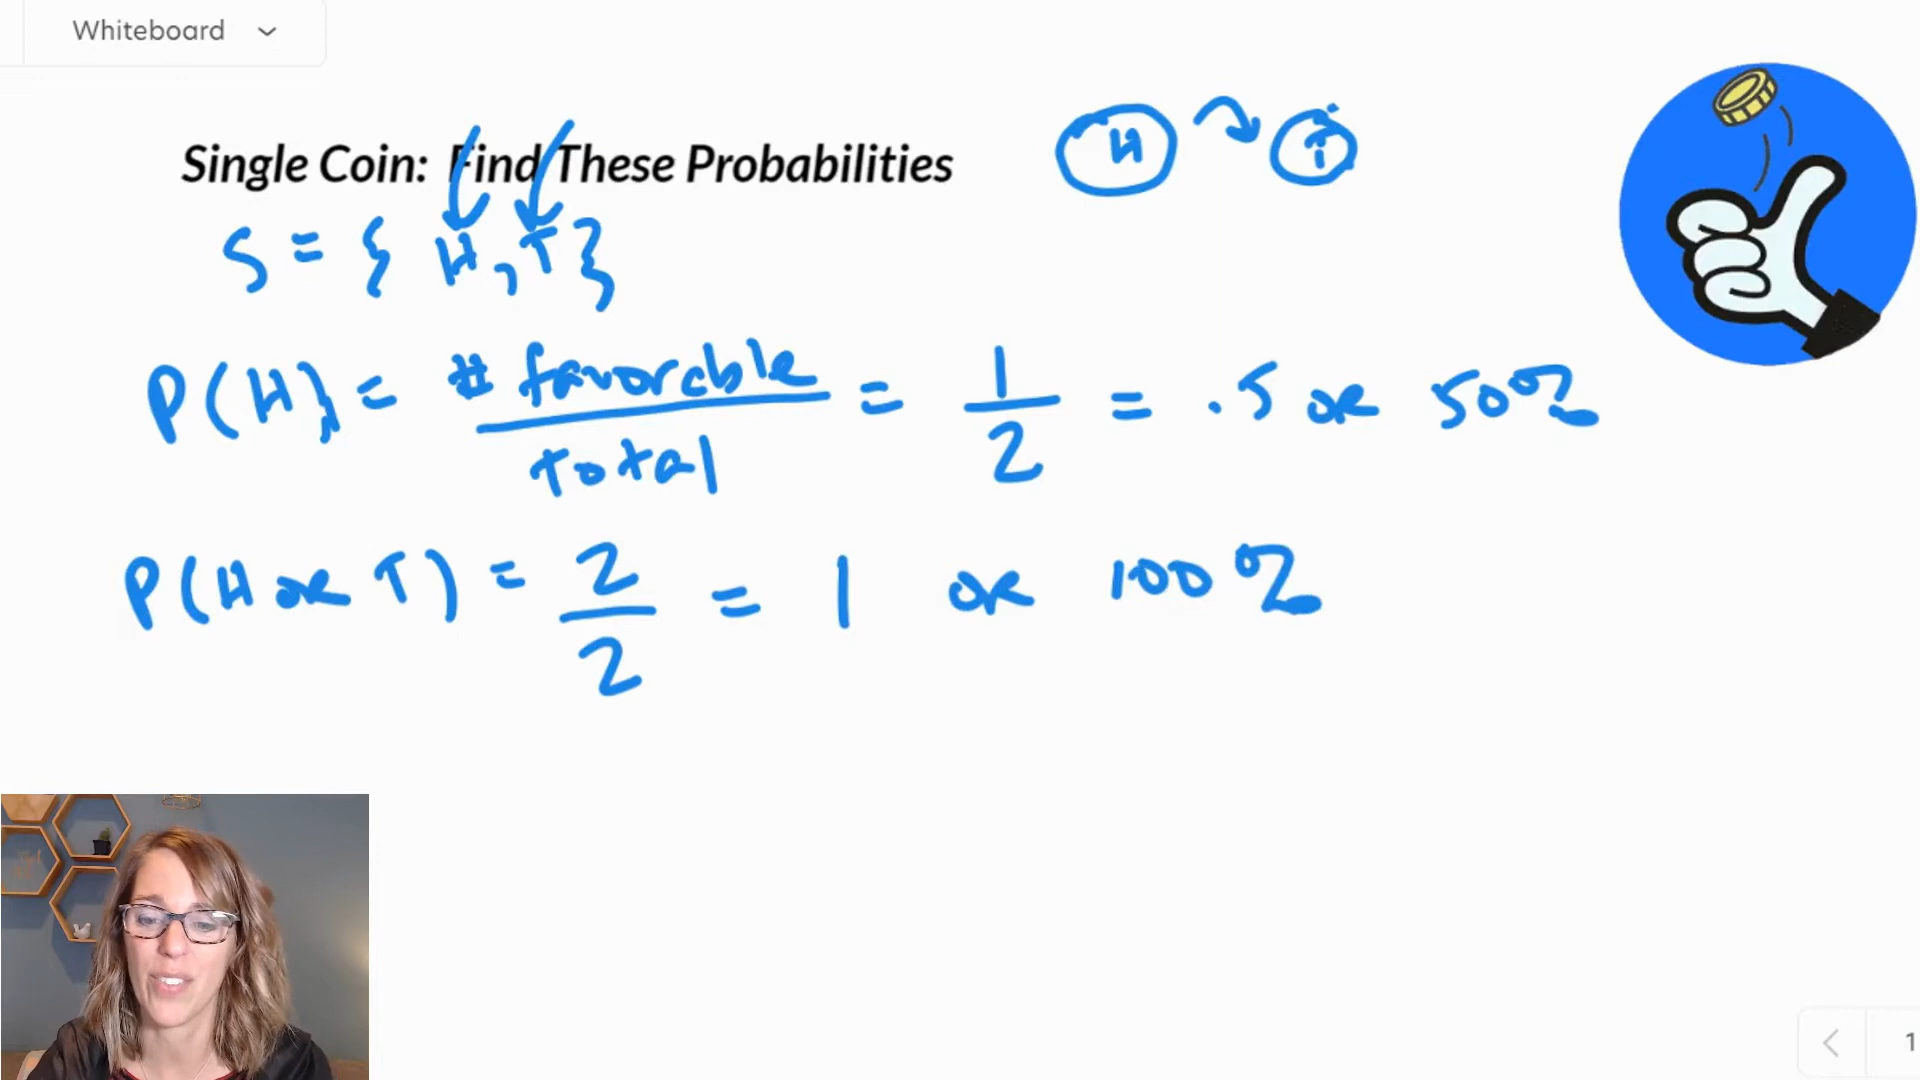 Whiteboard
Single Coin: Find These Probabilities
H T
S = { H, T }
P(H) = # favorable / total = 1/2 = .5 or 50%
P(H or T) = 2/2 = 1 or 100%
1